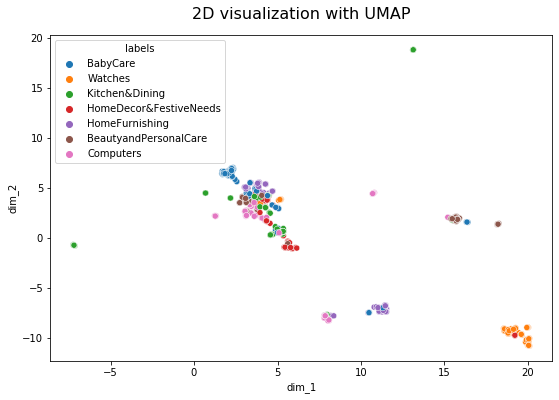 2D visualization with UMAP
labels
BabyCare
Watches
Kitchen&Dining
HomeDecor&FestiveNeeds
HomeFurnishing
BeautyandPersonalCare
Computers
dim_2
20
15
10
5
0
−5
−10
−5
0
5
10
15
20
dim_1